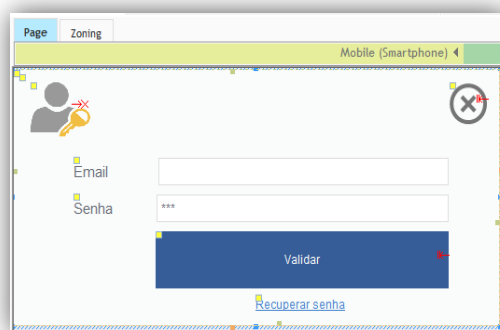 Page Zoning
Mobile (Smartphone)
Email
Senha
***
Validar
Recuperar senha